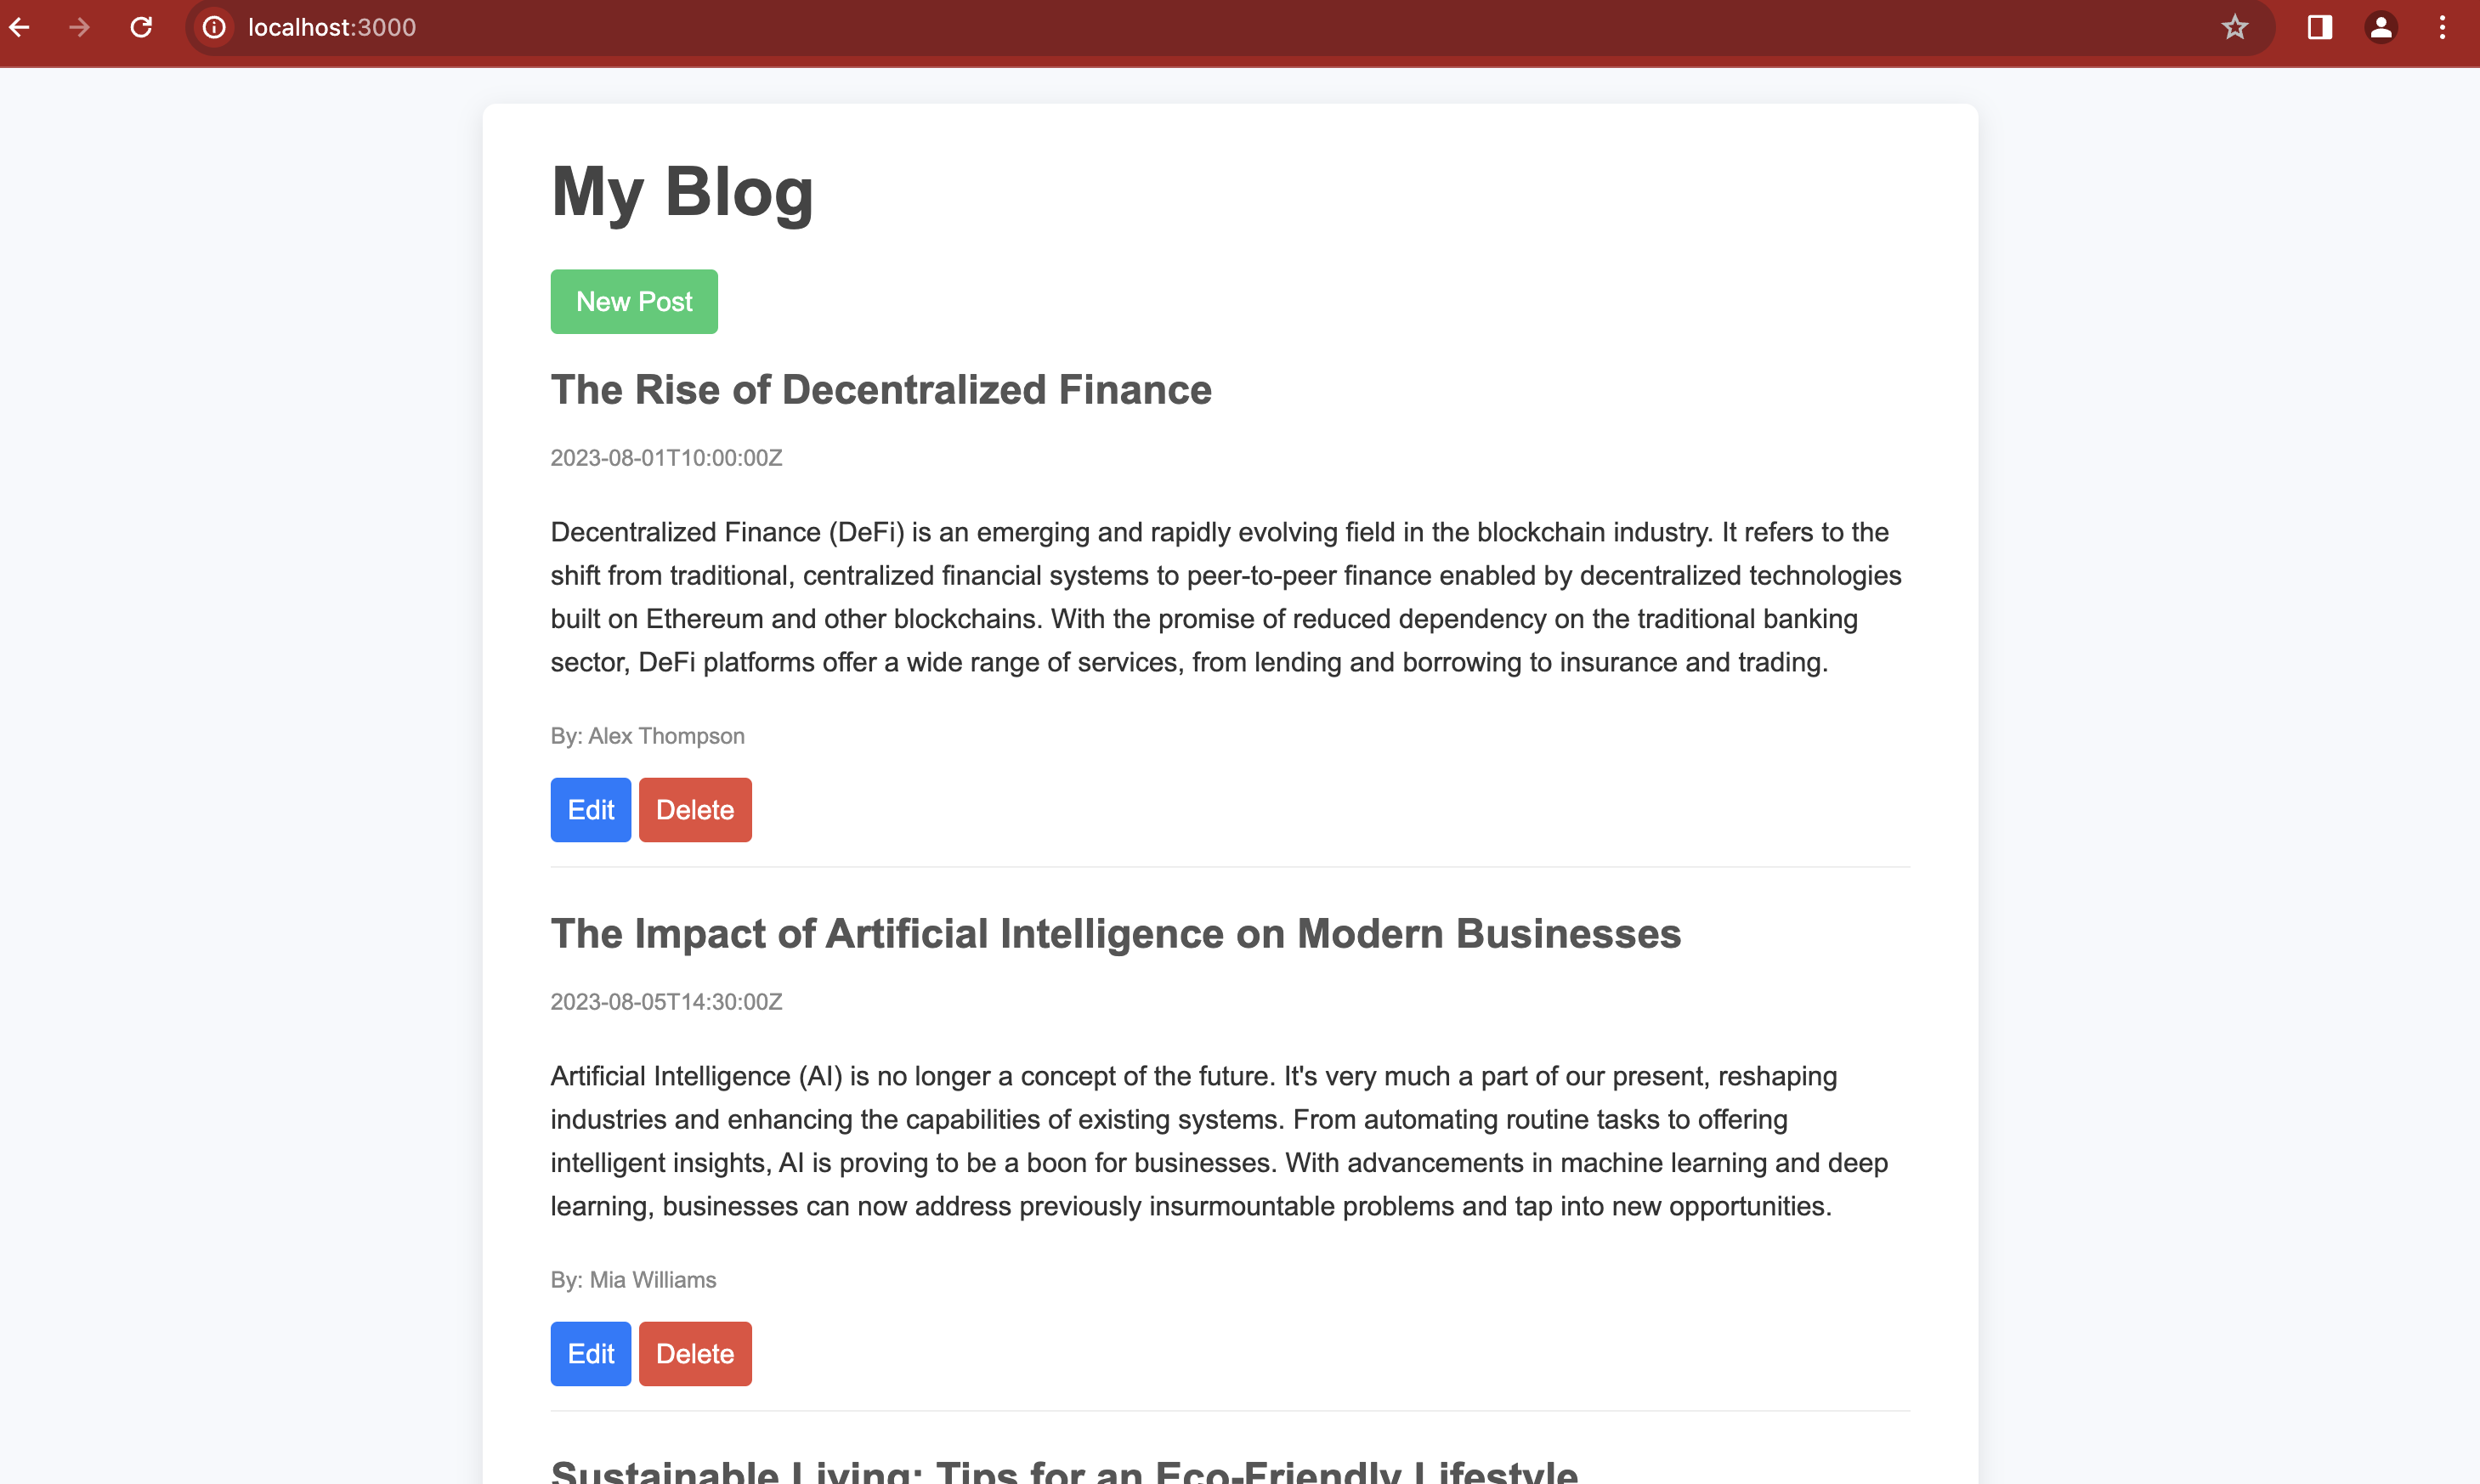 localhost:3000
My Blog
New Post
The Rise of Decentralized Finance
2023-08-01T10:00:00Z
Decentralized Finance (DeFi) is an emerging and rapidly evolving field in the blockchain industry. It refers to the
shift from traditional, centralized financial systems to peer-to-peer finance enabled by decentralized technologies
built on Ethereum and other blockchains. With the promise of reduced dependency on the traditional banking
sector, DeFi platforms offer a wide range of services, from lending and borrowing to insurance and trading.
By: Alex Thompson
Edit Delete
The Impact of Artificial Intelligence on Modern Businesses
2023-08-05T14:30:00Z
Artificial Intelligence (AI) is no longer a concept of the future. It's very much a part of our present, reshaping
industries and enhancing the capabilities of existing systems. From automating routine tasks to offering
intelligent insights, AI is proving to be a boon for businesses. With advancements in machine learning and deep
learning, businesses can now address previously insurmountable problems and tap into new opportunities.
By: Mia Williams
Edit Delete
Sustainable Living: Tips for an Eco-Friendly Lifestyle